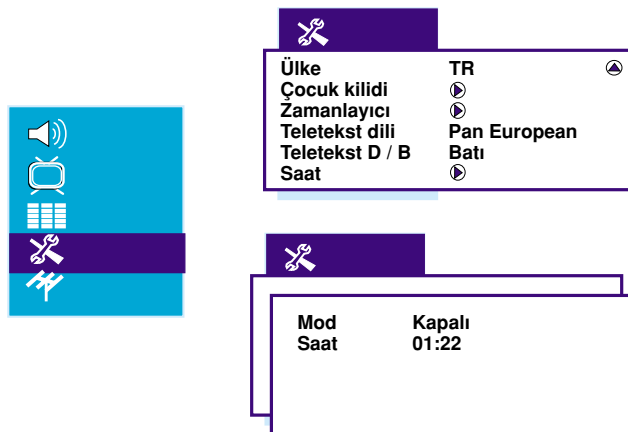 Ülke TR
Çocuk kilidi
Zamanlayıcı
Teletekst dili Pan European
Teletekst D / B Batı
Saat
Mod Kapalı
Saat 01:22